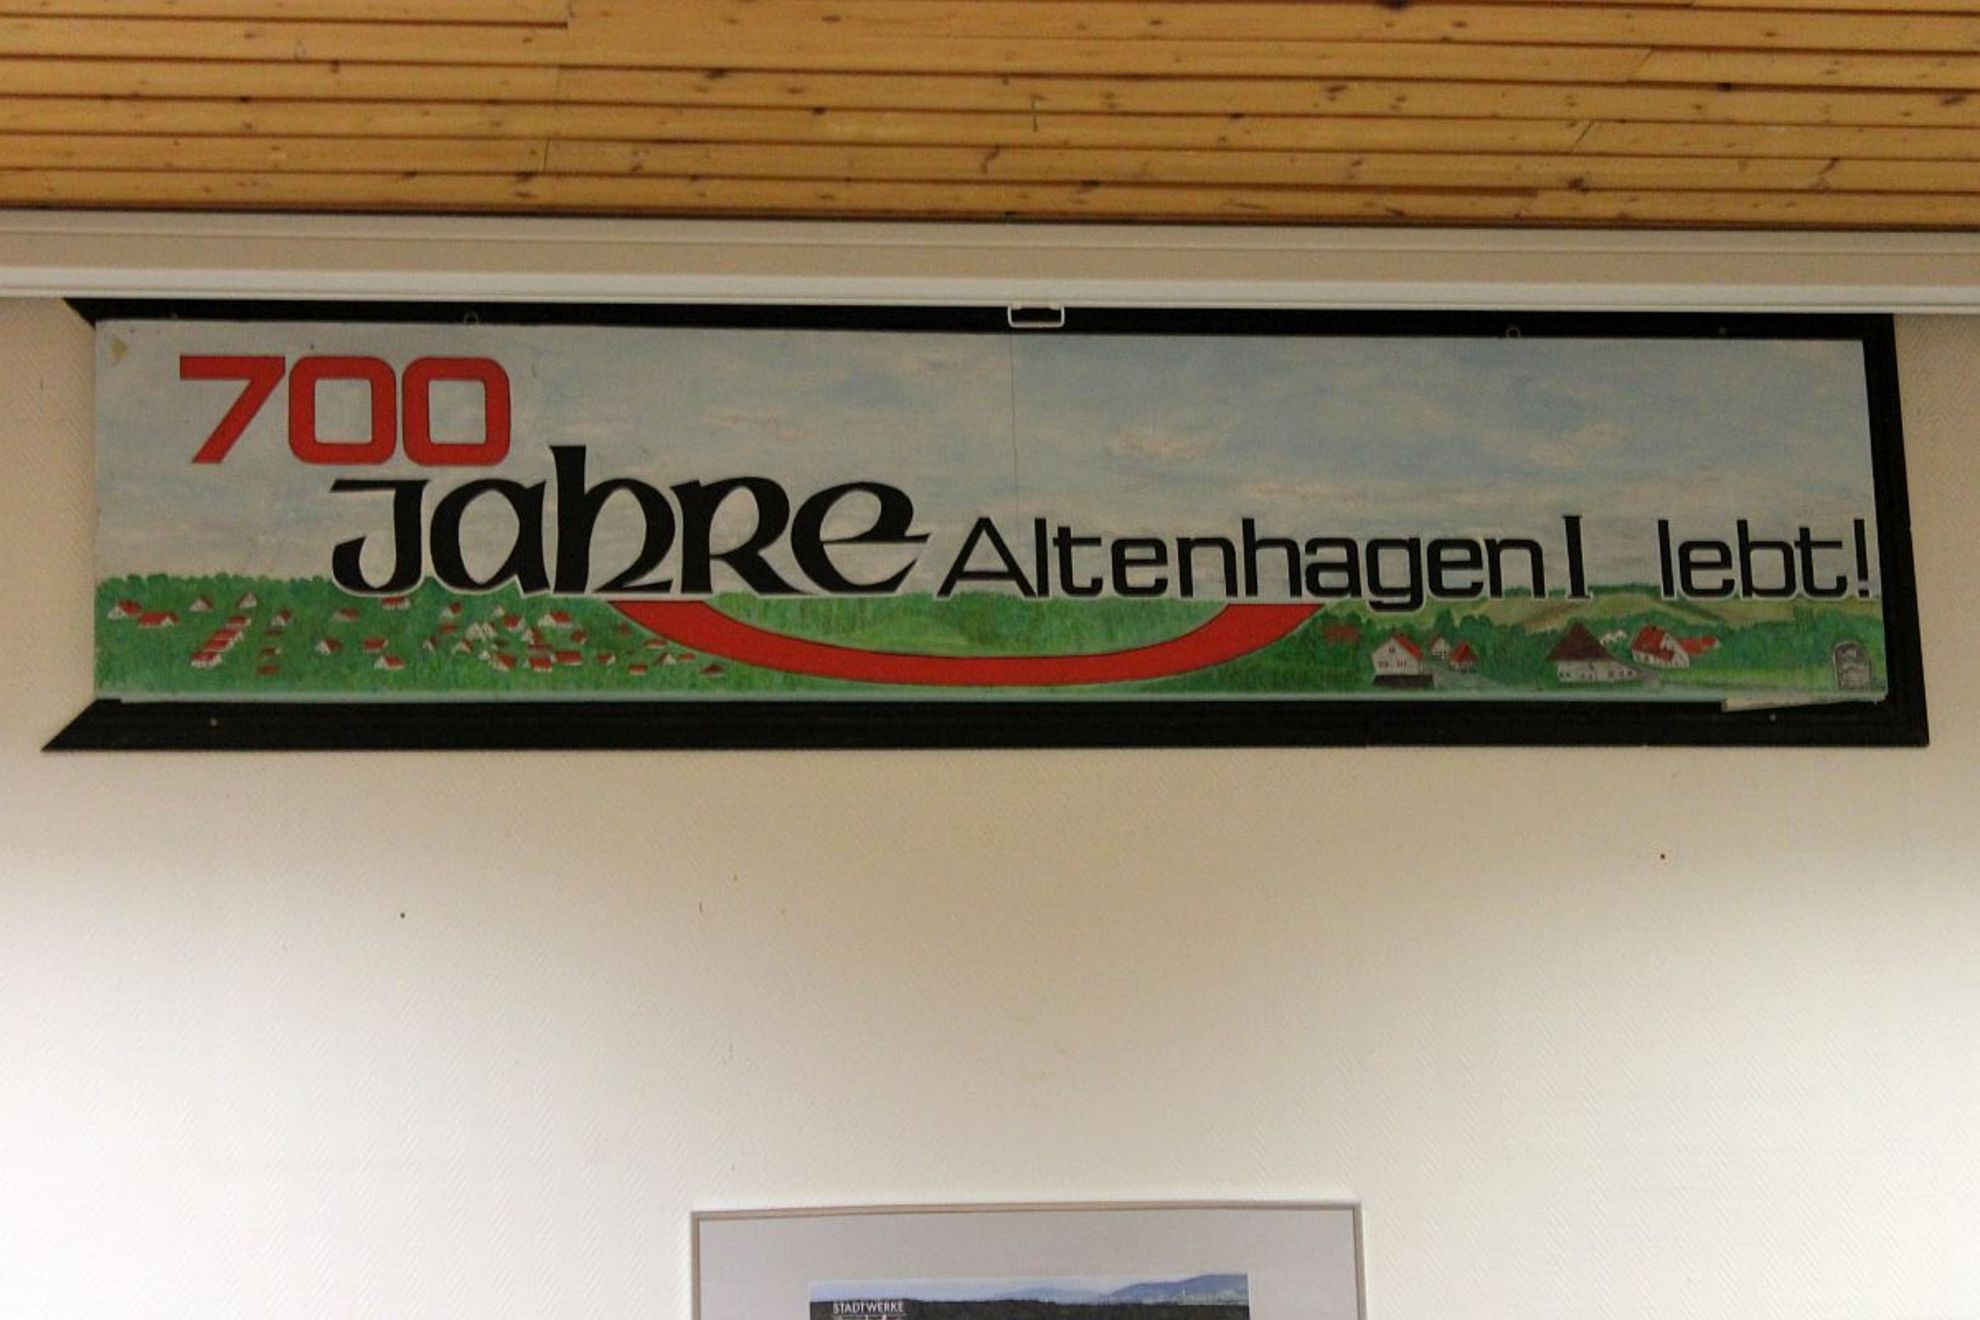 700
Jahre Altenhagen I lebt!
STADTWERKE